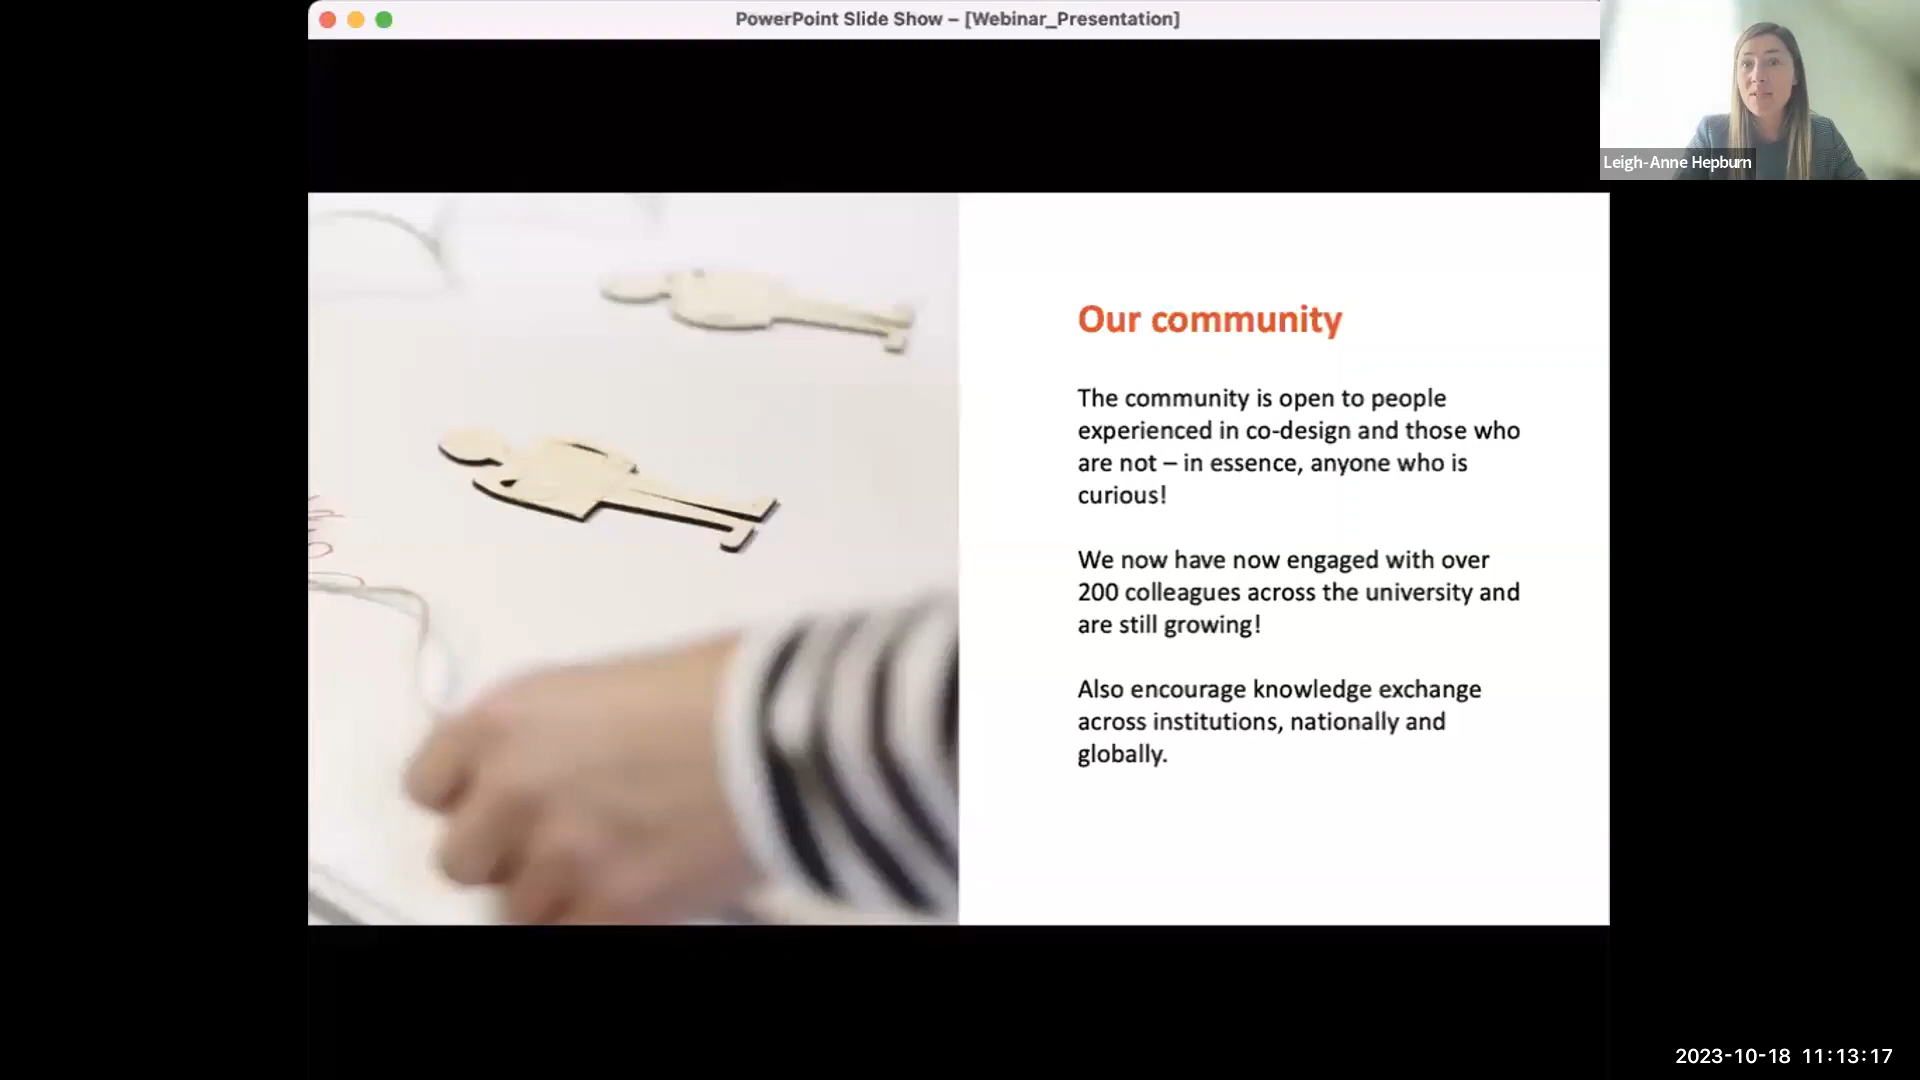 PowerPoint Slide Show – [Webinar_Presentation]
Leigh-Anne Hepburn
Our community
The community is open to people
experienced in co-design and those who
are not – in essence, anyone who is
curious!
We now have now engaged with over
200 colleagues across the university and
are still growing!
Also encourage knowledge exchange
across institutions, nationally and
globally.
2023-10-18 11:13:17